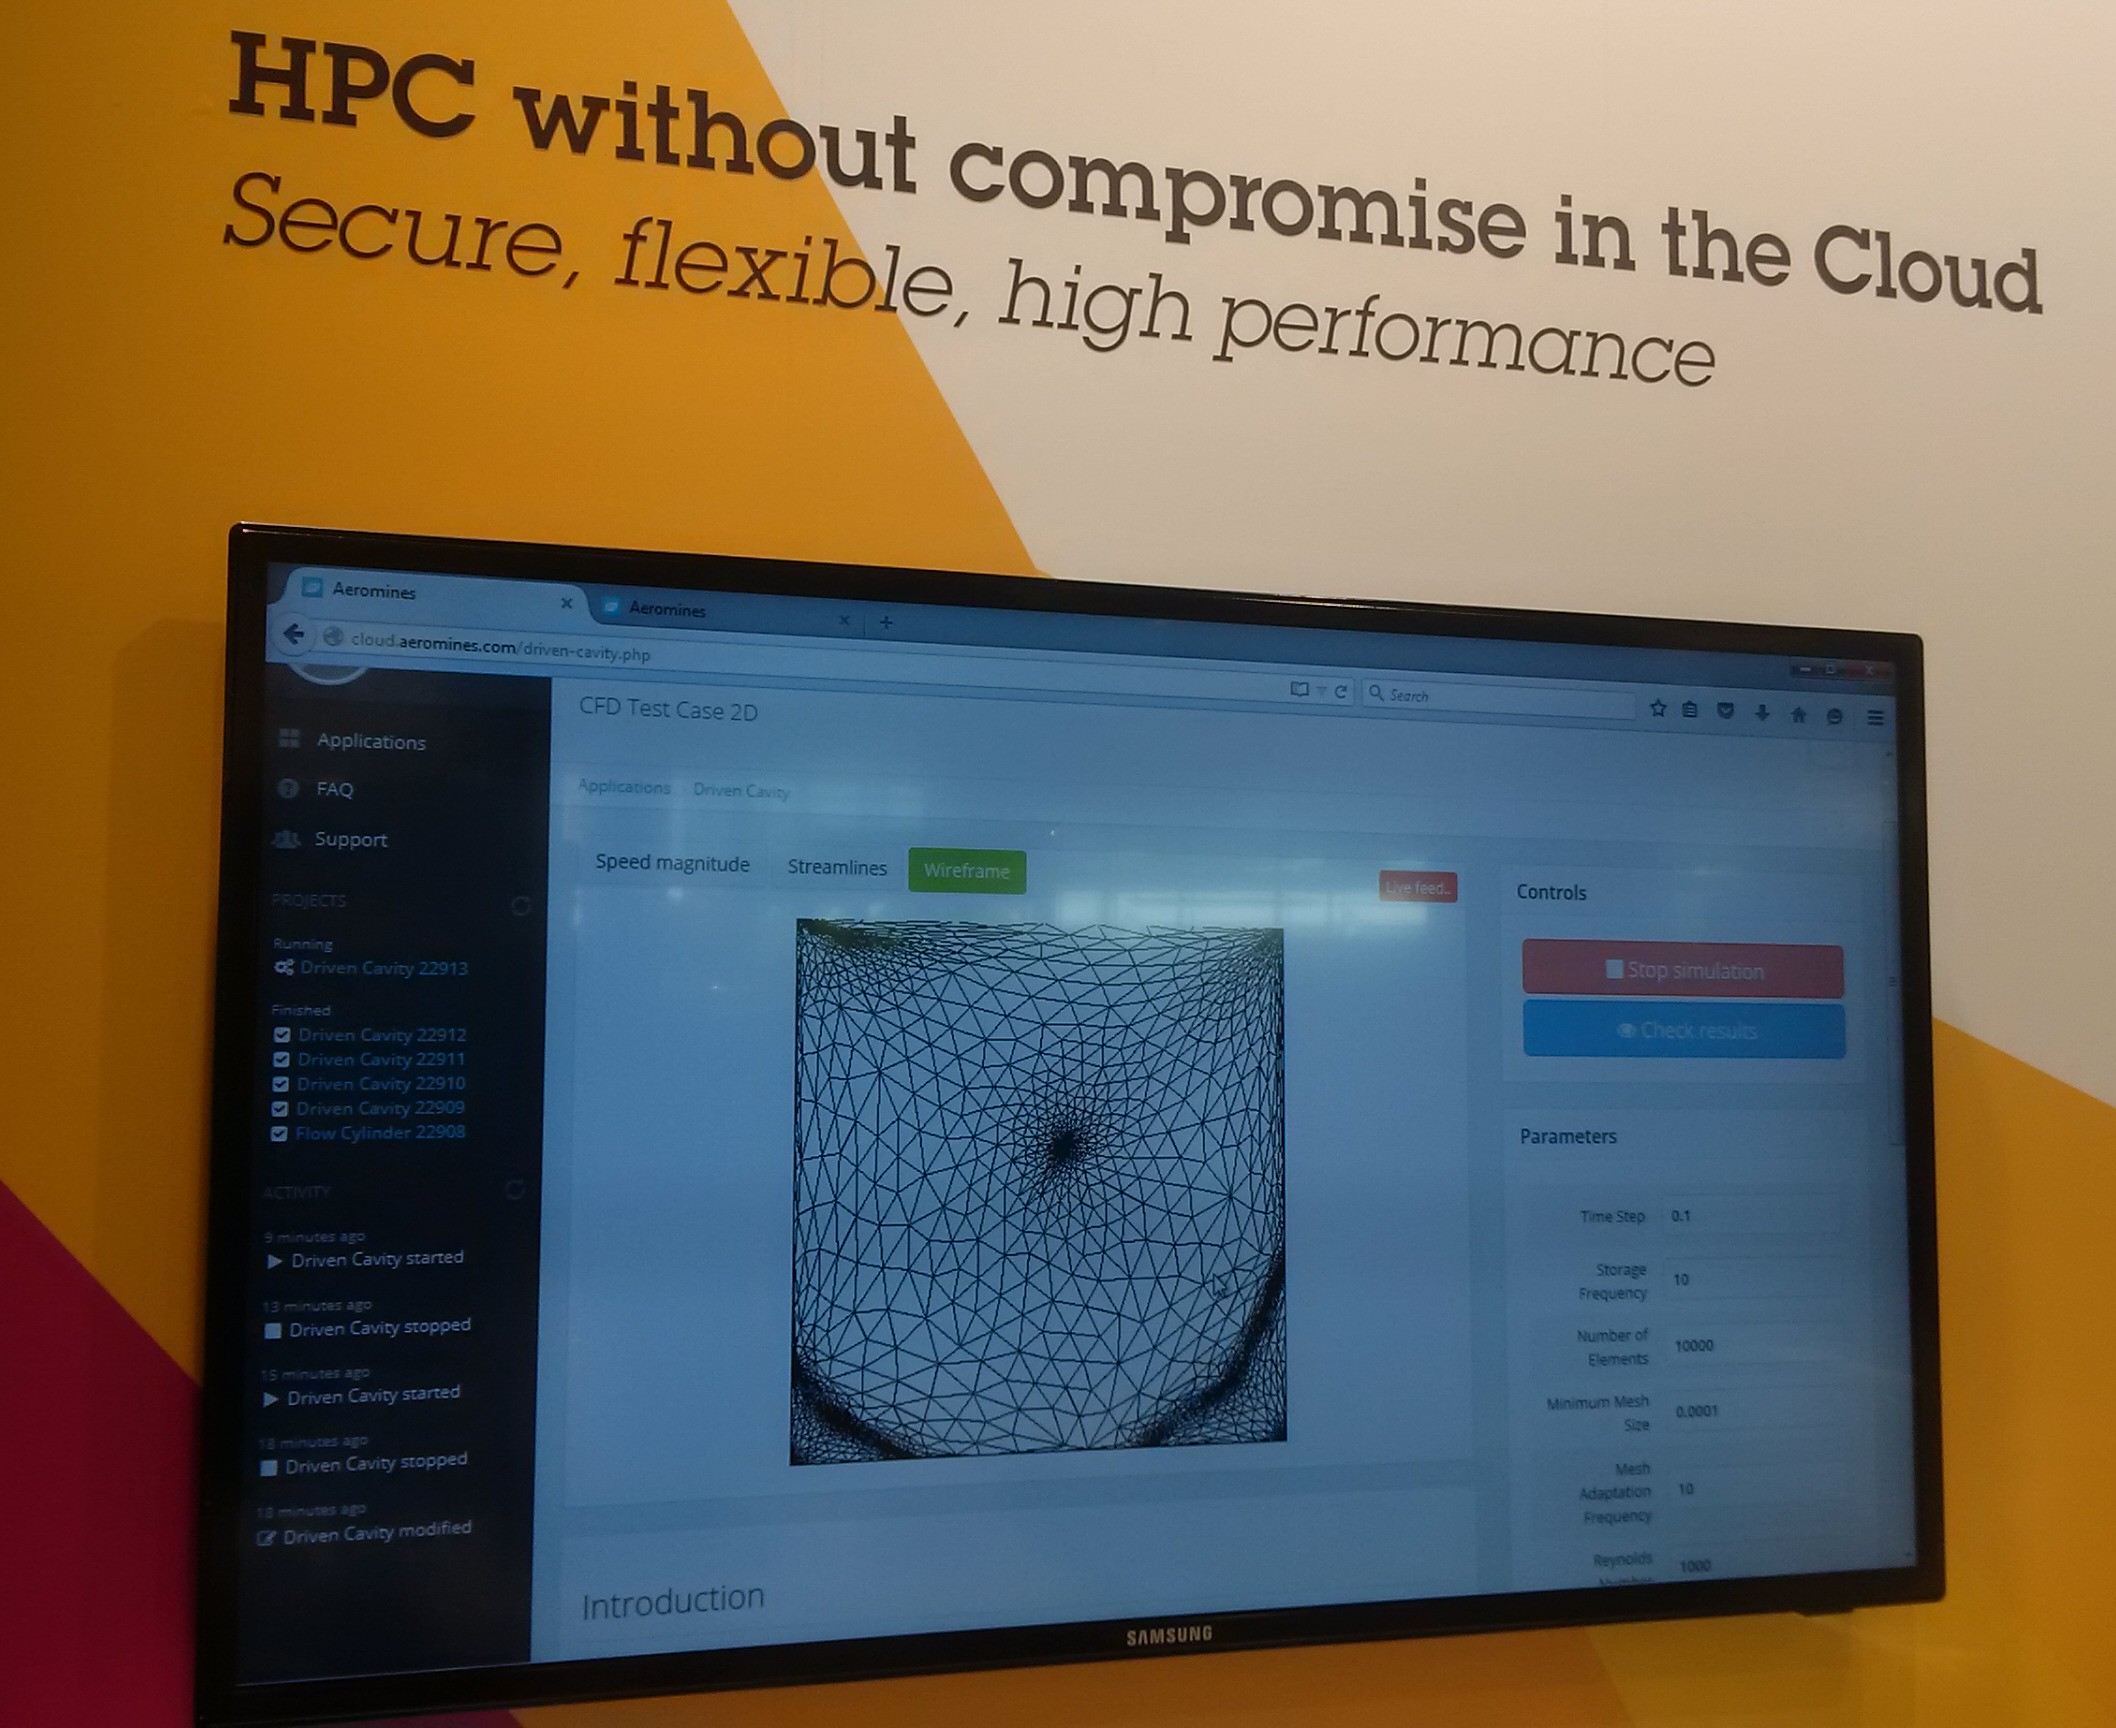 HPC without compromise in the Cloud
Secure, flexible, high performance
Aeromines
Aeromines
cloud.aeromines.com/driven-cavity.php
Search
CFD Test Case 2D
Applications
FAQ
Support
Applications
Driven Cavity
Speed magnitude
Streamlines
Wireframe
Live feed..
PROJECTS
Running
Driven Cavity 22913
Finished
Driven Cavity 22912
Driven Cavity 22911
Driven Cavity 22910
Driven Cavity 22909
Flow Cylinder 22908
ACTIVITY
9 minutes ago
Driven Cavity started
13 minutes ago
Driven Cavity stopped
15 minutes ago
Driven Cavity started
18 minutes ago
Driven Cavity stopped
18 minutes ago
Driven Cavity modified
Controls
Stop simulation
Check results
Parameters
Time Step 0.1
Storage
Frequency 10
Number of
Elements 10000
Minimum Mesh
Size 0.0001
Mesh
Adaptation
Frequency 10
Reynolds
Number 1000
Introduction
SAMSUNG